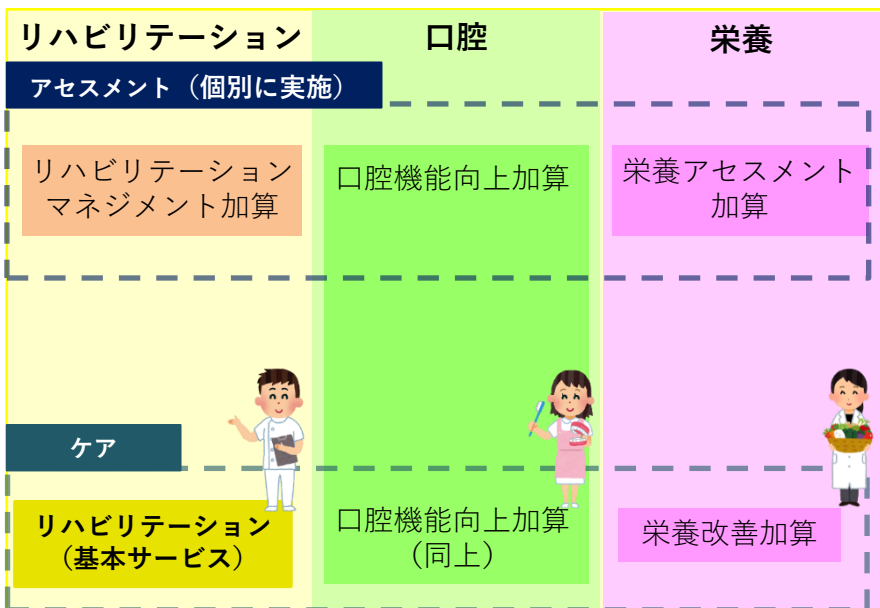 リハビリテーション
口腔
栄養
アセスメント（個別に実施）
リハビリテーション
マネジメント加算
口腔機能向上加算
栄養アセスメント
加算
ケア
リハビリテーション
（基本サービス）
口腔機能向上加算
（同上）
栄養改善加算